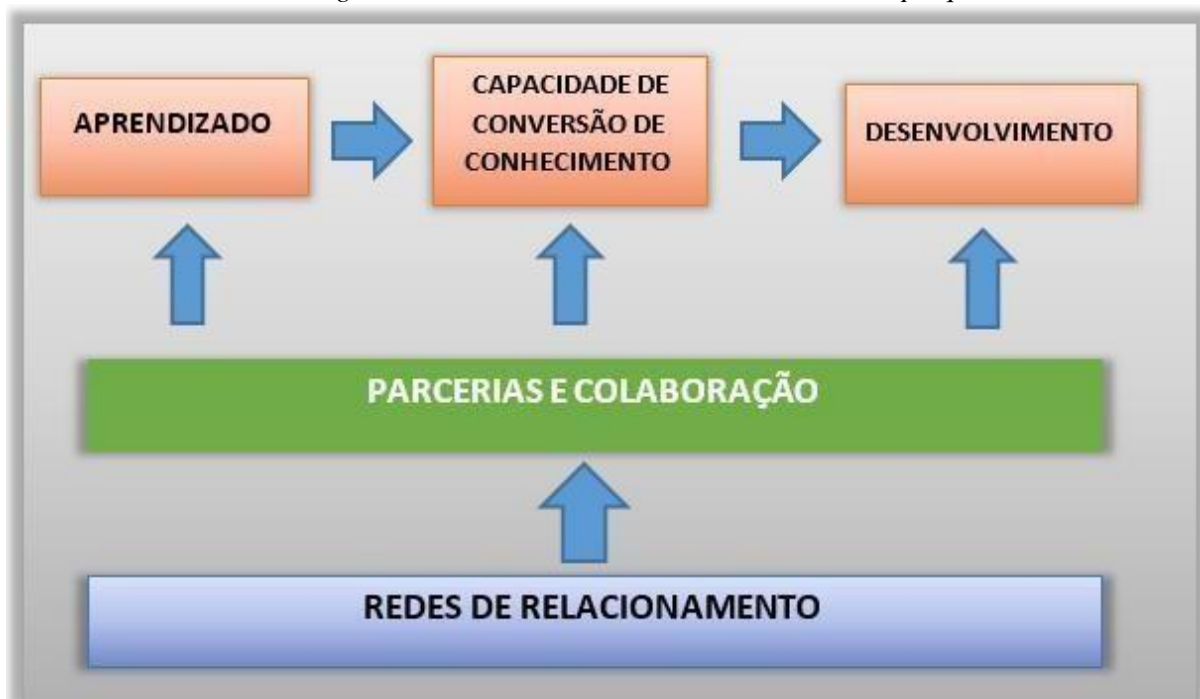 APRENDIZADO
CAPACIDADE DE
CONVERSÃO DE
CONHECIMENTO
DESENVOLVIMENTO
PARCERIAS E COLABORAÇÃO
REDES DE RELACIONAMENTO